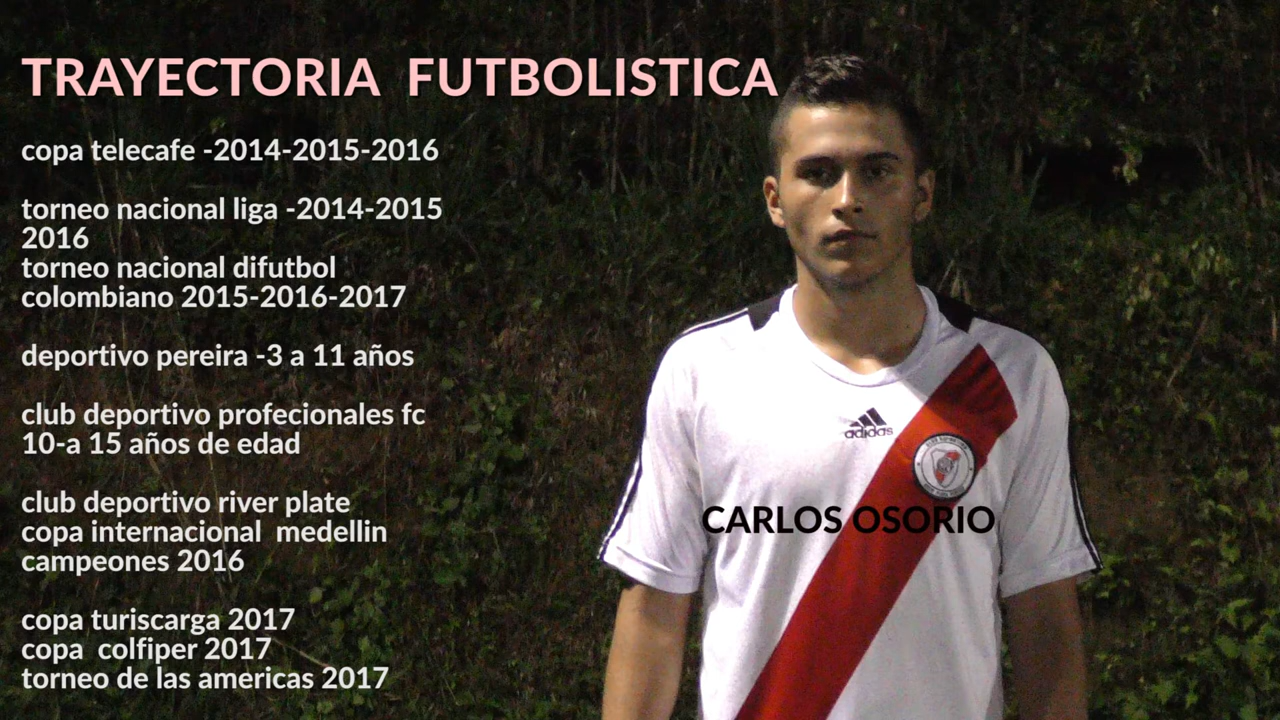 TRAYECTORIA  FUTBOLISTICA
copa telecafe -2014-2015-2016
torneo nacional liga -2014-2015
2016
torneo nacional difutbol
colombiano 2015-2016-2017
deportivo pereira -3 a 11 años
club deportivo profecionales fc
10-a 15 años de edad
club deportivo river plate
copa internacional  medellin
campeones 2016
copa turiscarga 2017
copa  colfiper 2017
torneo de las americas 2017
adidas
CARLOS OSORIO